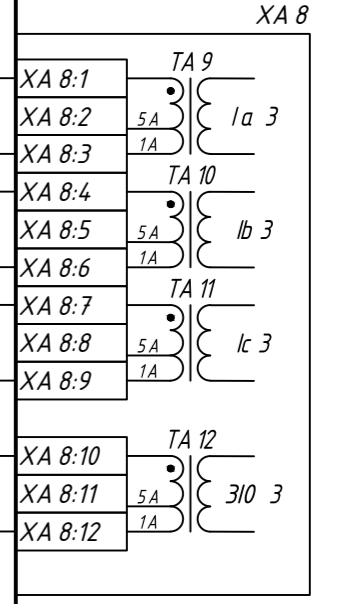 XA 8
TA 9
XA 8:1
XA 8:2 5A Ia 3
XA 8:3 1A
TA 10
XA 8:4
XA 8:5 5A Ib 3
XA 8:6 1A
TA 11
XA 8:7
XA 8:8 5A Ic 3
XA 8:9 1A
TA 12
XA 8:10
XA 8:11 5A 3I0 3
XA 8:12 1A